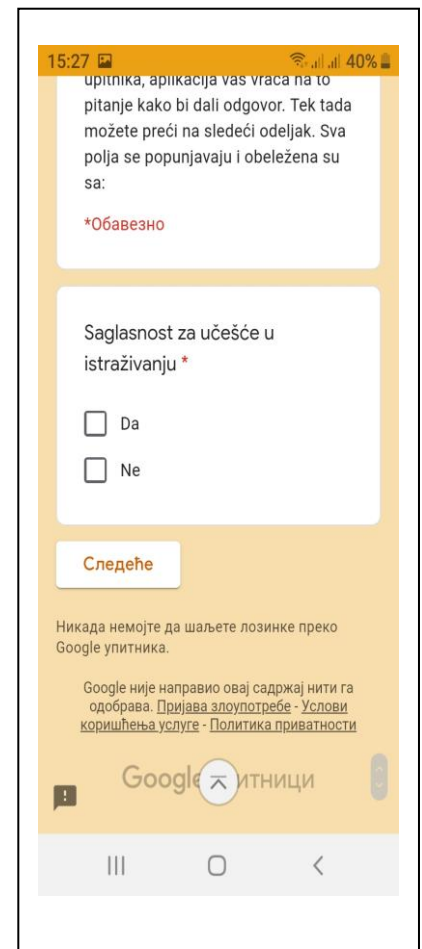 15:27 40%
upitnika, aplikacija vas vraća na to
pitanje kako bi dali odgovor. Tek tada
možete preći na sledeći odeljak. Sva
polja se popunjavaju i obeležena su
sa:
*Обавезно
Saglasnost za učešće u
istraživanju *
Da
Ne
Следеће
Никада немојте да шаљете лозинке преко
Google упитника.
Google није направио овај садржај нити га
одобрава. Пријава злоупотребе - Услови
коришћења услуге - Политика приватности
Google